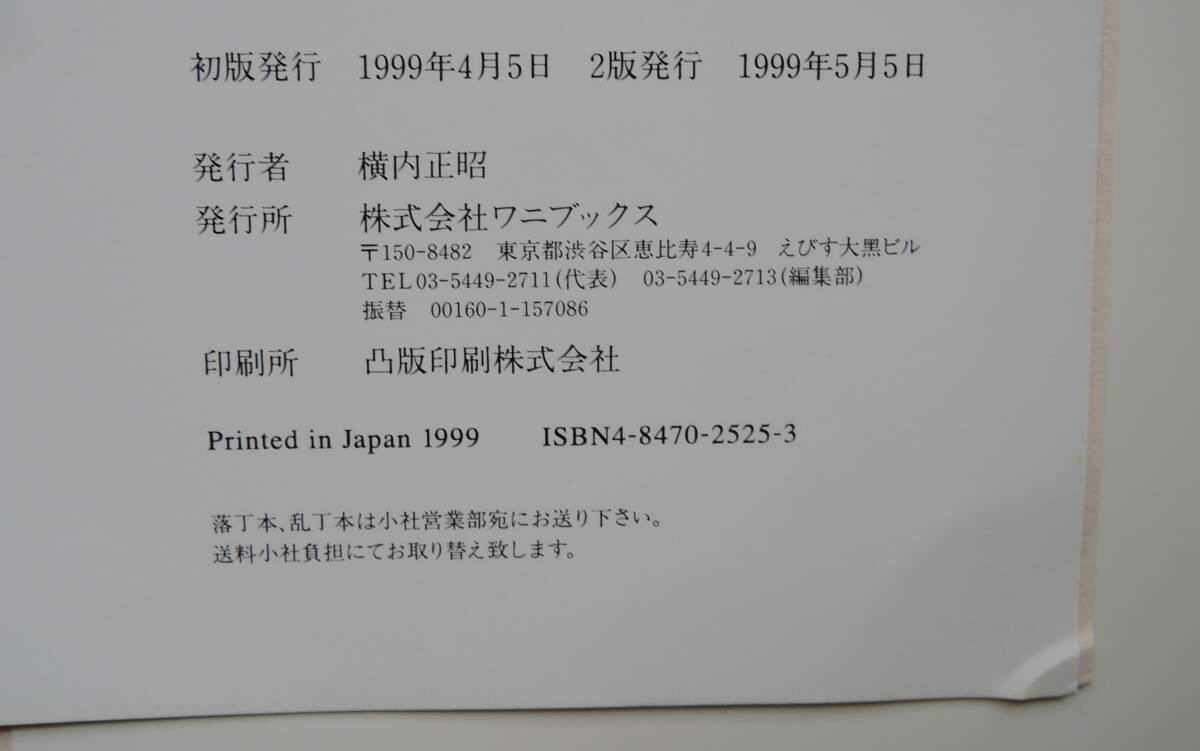 初版発行　1999年4月5日　2版発行　1999年5月5日
発行者　横内正昭
発行所　株式会社ワニブックス
〒150-8482　東京都渋谷区恵比寿4-4-9　えびす大黑ビル
TEL03-5449-2711(代表)　03-5449-2713(編集部)
振替　00160-1-157086
印刷所　凸版印刷株式会社
Printed in Japan 1999　ISBN4-8470-2525-3
落丁本、乱丁本は小社営業部宛にお送り下さい。
送料小社負担にてお取り替え致します。